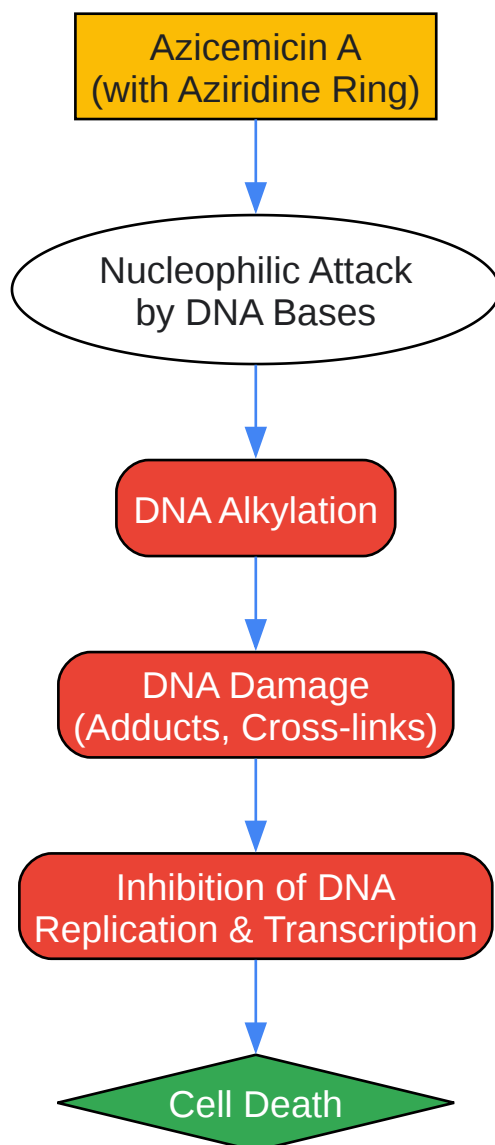 Azicemicin A
(with Aziridine Ring)
Nucleophilic Attack
by DNA Bases
DNA Alkylation
DNA Damage
(Adducts, Cross-links)
Inhibition of DNA
Replication & Transcription
Cell Death